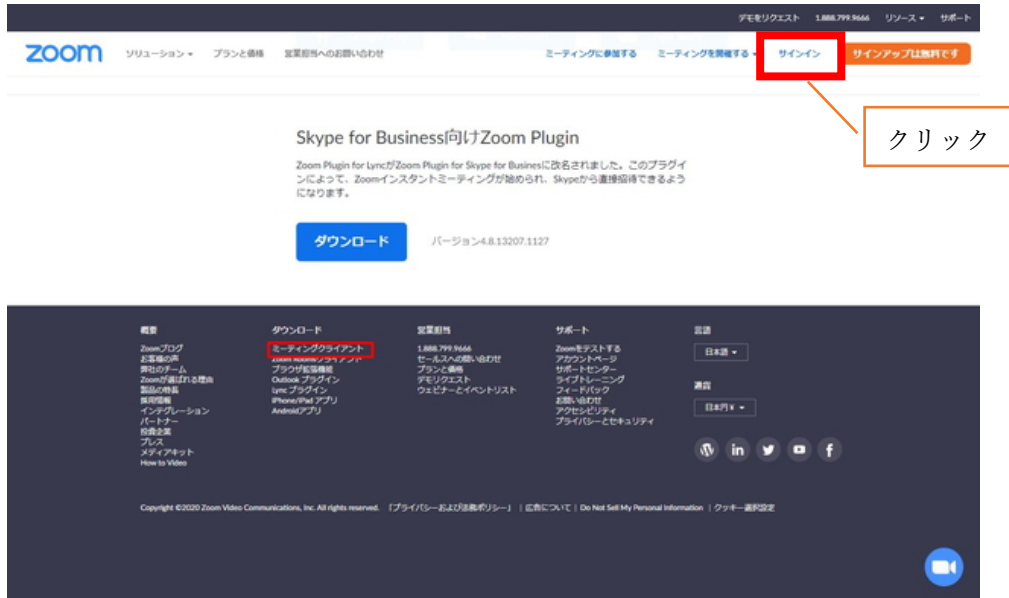 デモをリクエスト 1.888.799.9666 リソース サポート
zoom ソリューション プランと価格 営業担当へのお問い合わせ ミーティングに参加する ミーティングを開催する サインイン サインアップは無料です
クリック
Skype for Business向けZoom Plugin
Zoom Plugin for LyncがZoom Plugin for Skype for Businesに改名されました。このプラグイ
ンによって、Zoomインスタントミーティングが始められ、Skypeから直接招待できるよう
になります。
ダウンロード バージョン4.8.13207.1127
概要
Zoomブログ
お客様の声
弊社のチーム
Zoomが選ばれる理由
製品の特長
採用情報
インテグレーション
パートナー
投資企業
プレス
メディアキット
How to Video
ダウンロード
ミーティングクライアント
Zoom Roomsクライアント
ブラウザ拡張機能
Outlook プラグイン
Lync プラグイン
iPhone/iPad アプリ
Androidアプリ
営業担当
1.888.799.9666
セールスへの問い合わせ
プランと価格
デモリクエスト
ウェビナーとイベントリスト
サポート
Zoomをテストする
アカウントページ
サポートセンター
ライブトレーニング
フィードバック
お問い合わせ
アクセシビリティ
プライバシーとセキュリティ
言語
日本語
通貨
日本円 ¥
Copyright ©2020 Zoom Video Communications, Inc. All rights reserved. 「プライバシーおよび法務ポリシー」 | 広告について | Do Not Sell My Personal Information | クッキー選択設定